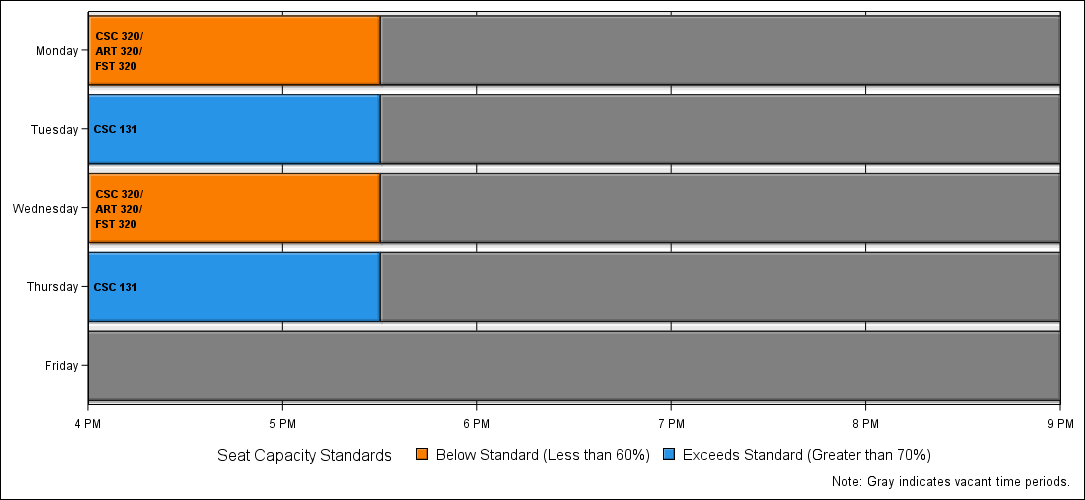 Monday
CSC 320/
ART 320/
FST 320
Tuesday
CSC 131
Wednesday
CSC 320/
ART 320/
FST 320
Thursday
CSC 131
Friday
4 PM 5 PM 6 PM 7 PM 8 PM 9 PM
Seat Capacity Standards Below Standard (Less than 60%) Exceeds Standard (Greater than 70%)
Note: Gray indicates vacant time periods.